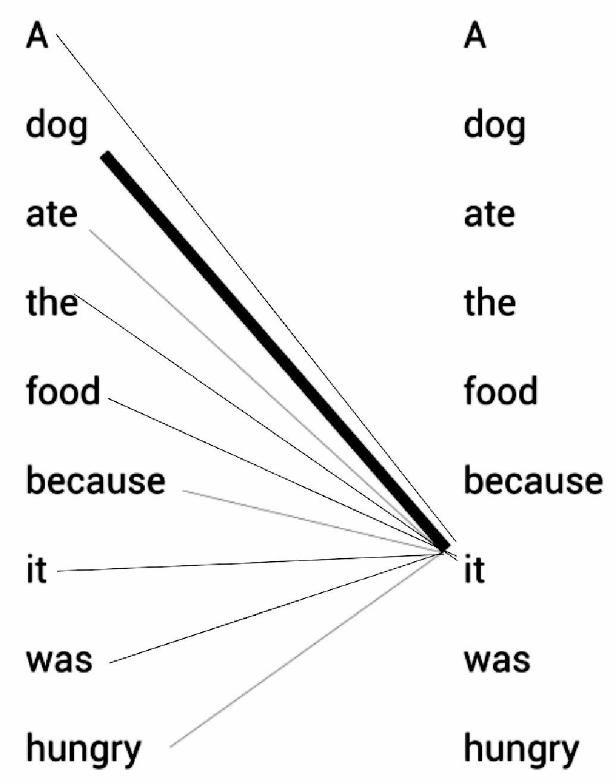 A
dog
ate
the
food
because
it
was
hungry
A
dog
ate
the
food
because
it
was
hungry